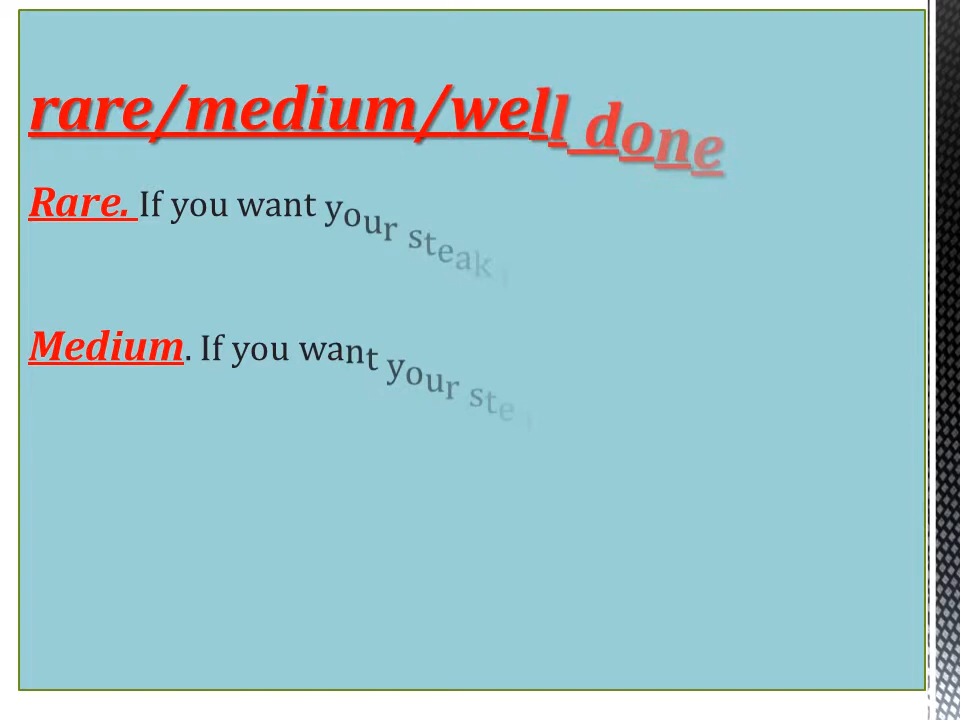 rare/medium/well done
Rare. If you want your steak
Medium. If you want your